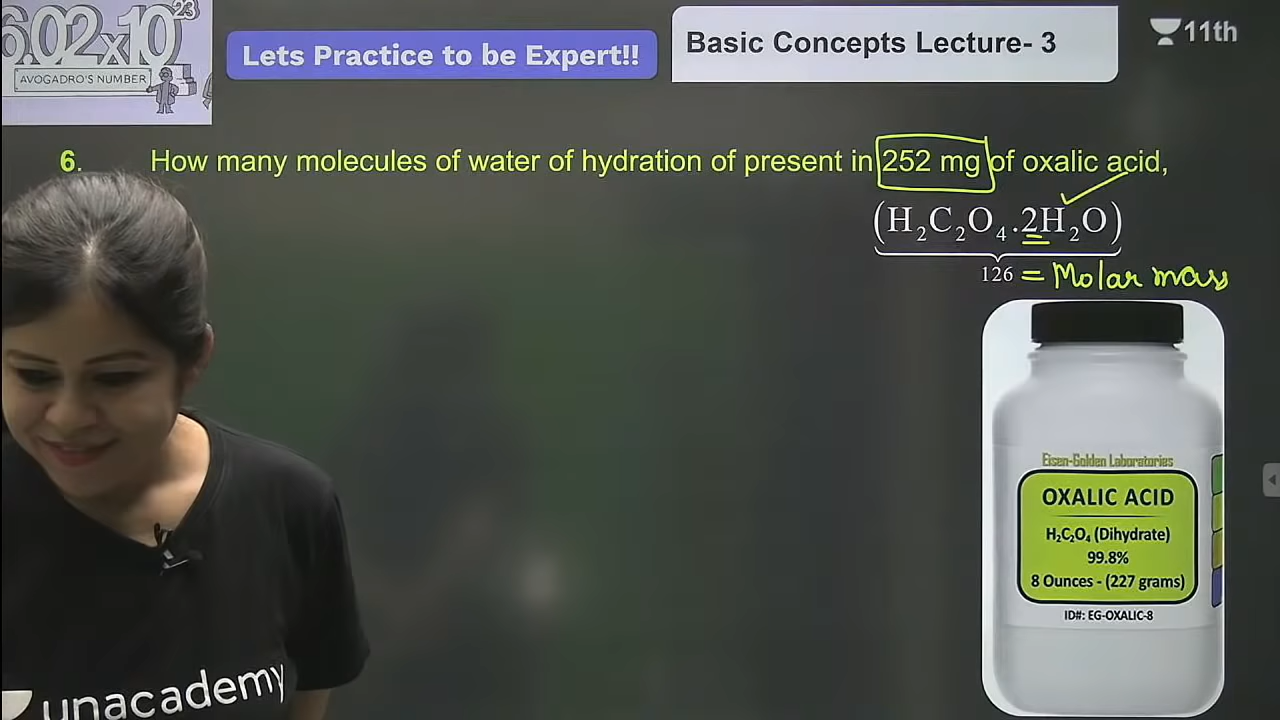 6.02x10²³
AVOGADRO'S NUMBER
Lets Practice to be Expert!!
Basic Concepts Lecture- 3
11th
6. How many molecules of water of hydration of present in 252 mg of oxalic acid,
(H₂C₂O₄.2H₂O)
126 = Molar mass
Eisen-Golden Laboratories
OXALIC ACID
H₂C₂O₄ (Dihydrate)
99.8%
8 Ounces - (227 grams)
ID#: EG-OXALIC-8
unacademy